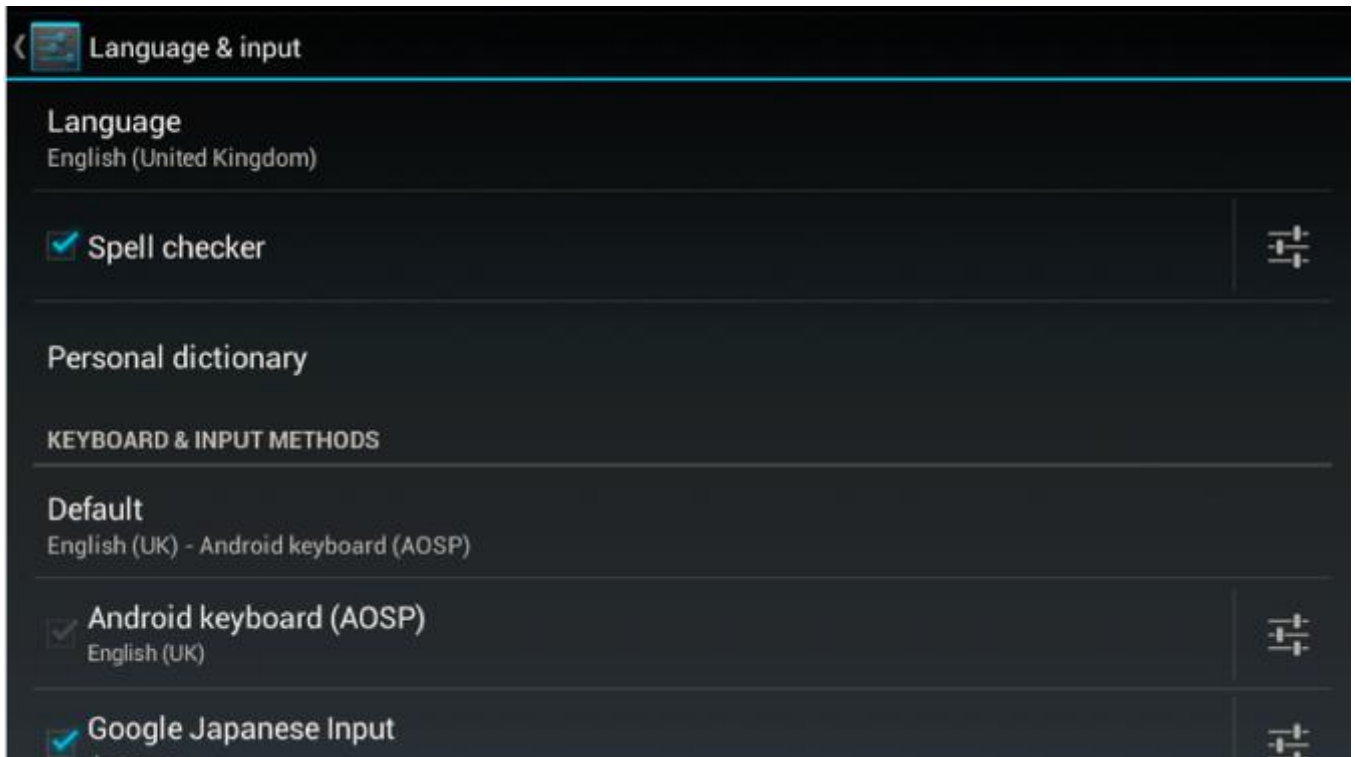 Language & input
Language
English (United Kingdom)
Spell checker
Personal dictionary
KEYBOARD & INPUT METHODS
Default
English (UK) - Android keyboard (AOSP)
Android keyboard (AOSP)
English (UK)
Google Japanese Input